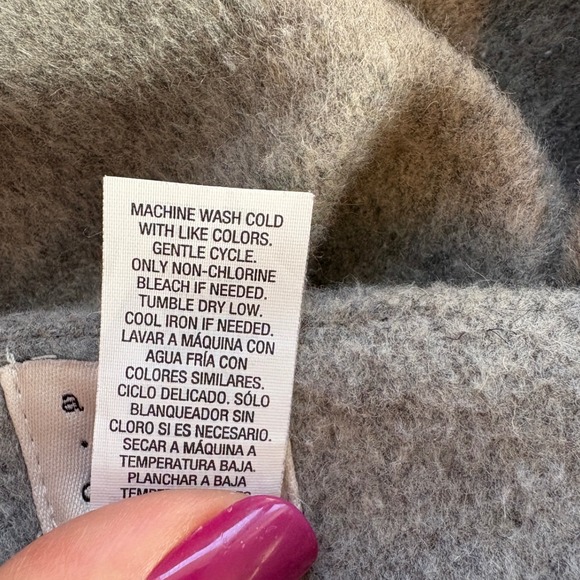 MACHINE WASH COLD
WITH LIKE COLORS.
GENTLE CYCLE.
ONLY NON-CHLORINE
BLEACH IF NEEDED.
TUMBLE DRY LOW.
COOL IRON IF NEEDED.
LAVAR A MÁQUINA CON
AGUA FRÍA CON
COLORES SIMILARES.
CICLO DELICADO. SÓLO
BLANQUEADOR SIN
CLORO SI ES NECESARIO.
SECAR A MÁQUINA A
TEMPERATURA BAJA.
PLANCHAR A BAJA
a